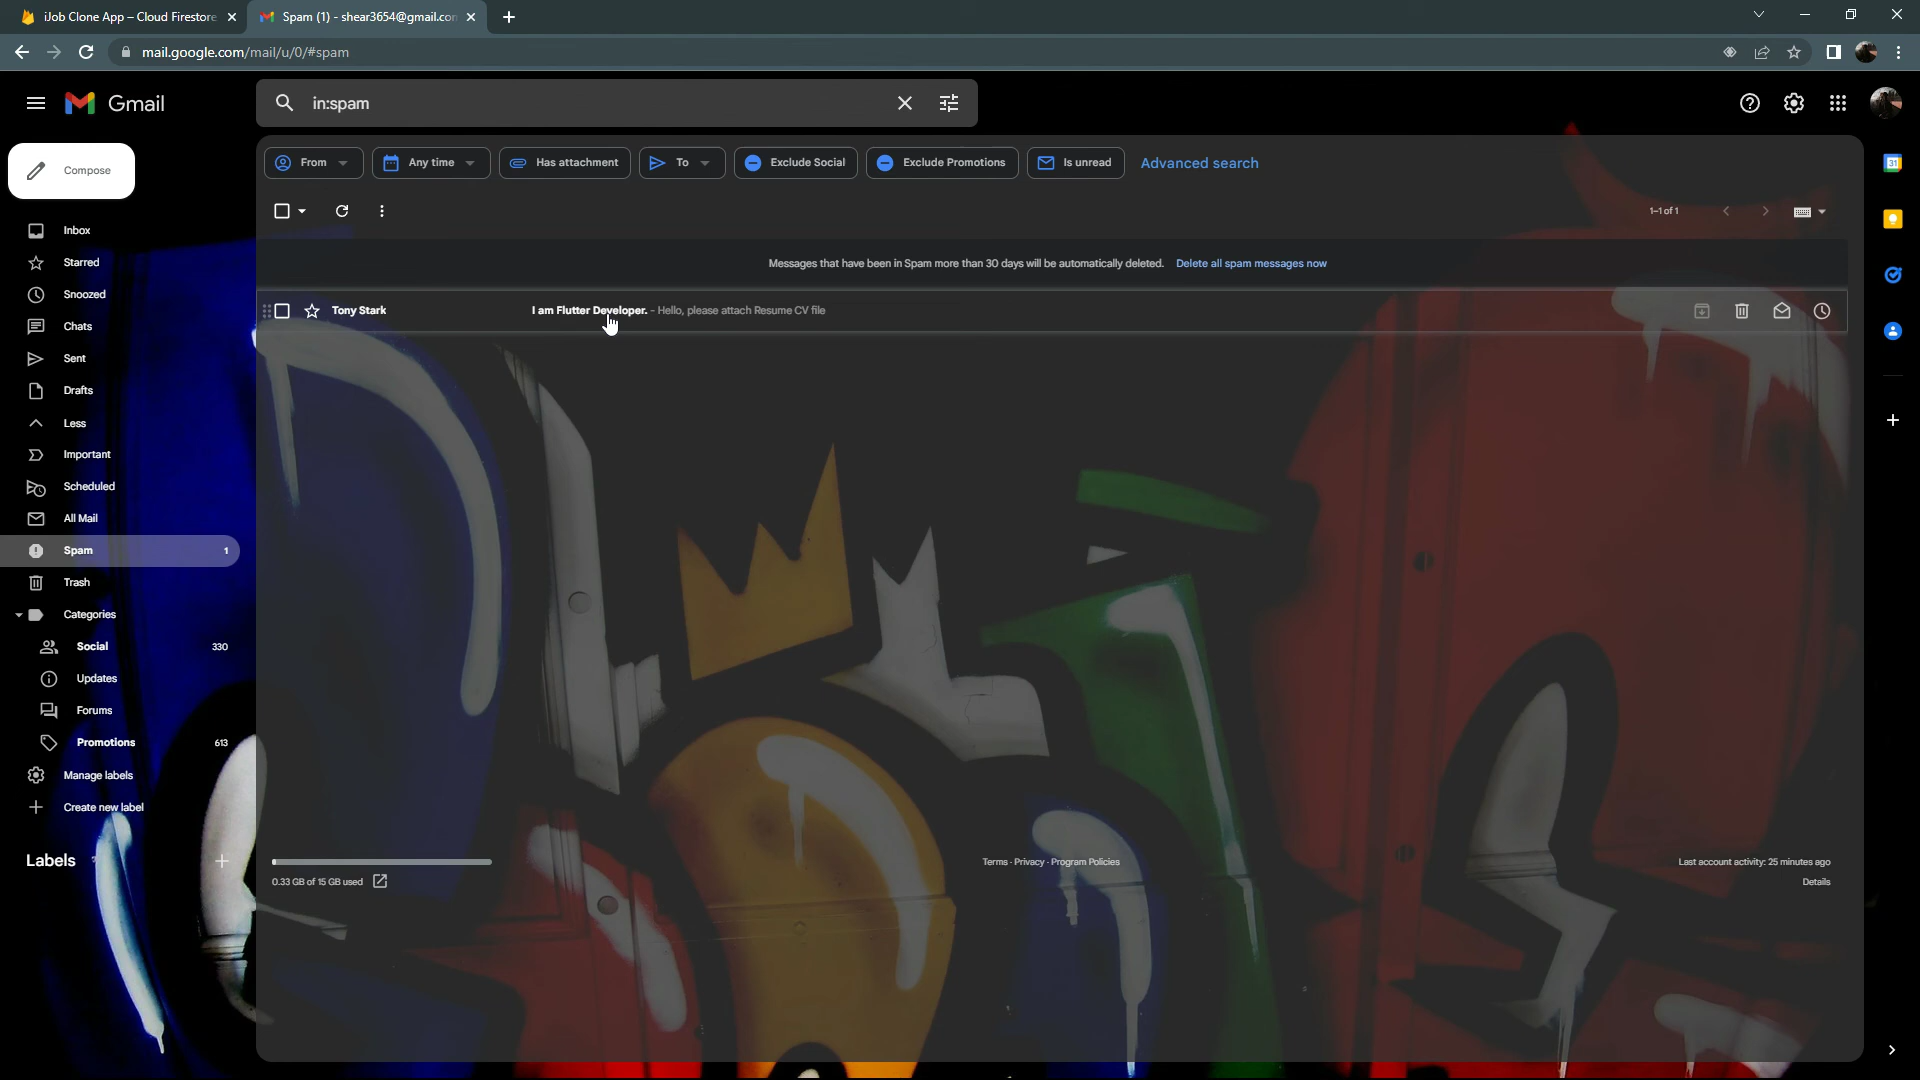 iJob Clone App – Cloud Firestore
Spam (1) - shear3654@gmail.com
mail.google.com/mail/u/0/#spam
Gmail
in:spam
Compose
From
Any time
Has attachment
To
Exclude Social
Exclude Promotions
Is unread
Advanced search
1–1 of 1
Inbox
Starred
Snoozed
Chats
Sent
Drafts
Less
Important
Scheduled
All Mail
Spam 1
Trash
Categories
Social 330
Updates
Forums
Promotions 613
Manage labels
Create new label
Labels
Messages that have been in Spam more than 30 days will be automatically deleted. Delete all spam messages now
Tony Stark I am Flutter Developer. - Hello, please attach Resume CV file
0.33 GB of 15 GB used
Terms · Privacy · Program Policies
Last account activity: 25 minutes ago
Details
31